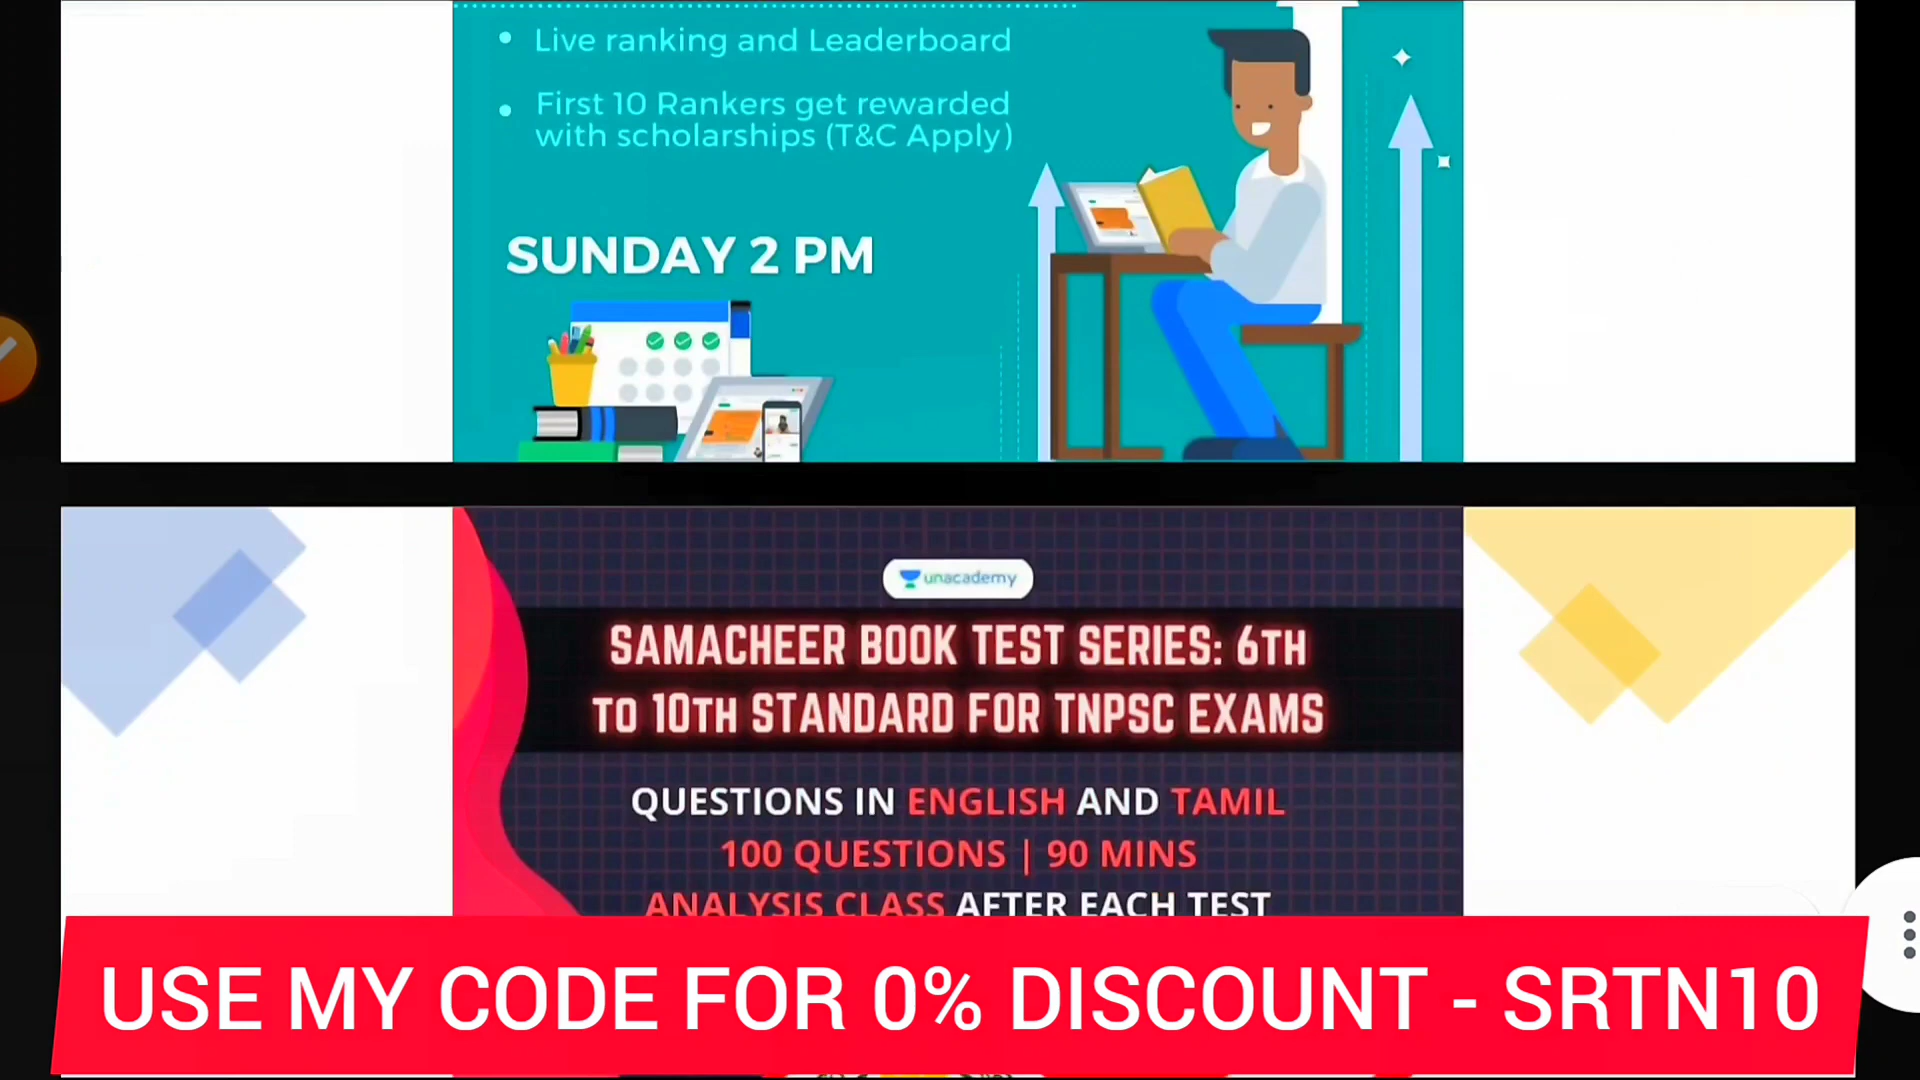 Live ranking and Leaderboard
First 10 Rankers get rewarded
with scholarships (T&C Apply)
SUNDAY 2 PM
unacademy
SAMACHEER BOOK TEST SERIES: 6TH
TO 10TH STANDARD FOR TNPSC EXAMS
QUESTIONS IN ENGLISH AND TAMIL
100 QUESTIONS | 90 MINS
ANALYSIS CLASS AFTER EACH TEST
USE MY CODE FOR 0% DISCOUNT - SRTN10